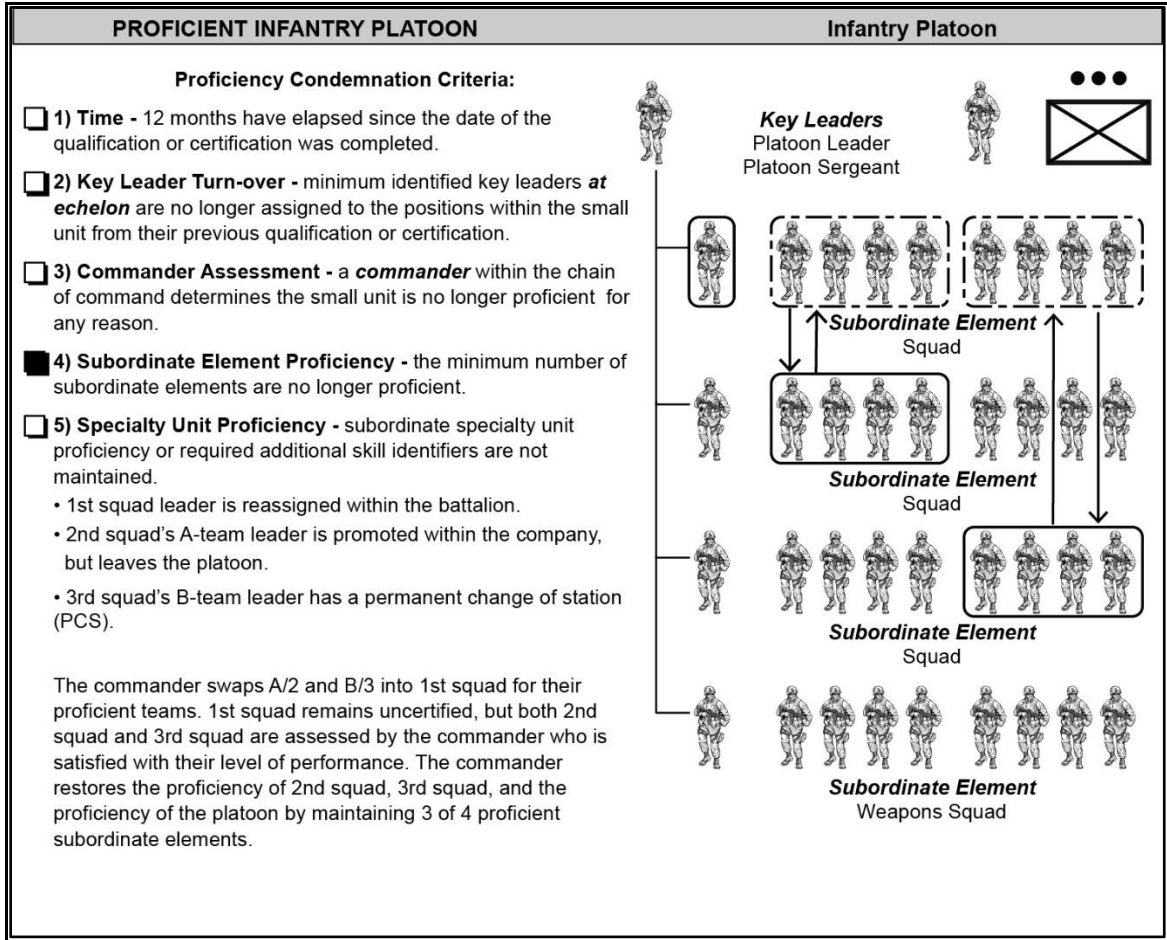 PROFICIENT INFANTRY PLATOON
Infantry Platoon
Proficiency Condemnation Criteria:
1) Time - 12 months have elapsed since the date of the
qualification or certification was completed.
2) Key Leader Turn-over - minimum identified key leaders at
echelon are no longer assigned to the positions within the small
unit from their previous qualification or certification.
3) Commander Assessment - a commander within the chain
of command determines the small unit is no longer proficient for
any reason.
4) Subordinate Element Proficiency - the minimum number of
subordinate elements are no longer proficient.
5) Specialty Unit Proficiency - subordinate specialty unit
proficiency or required additional skill identifiers are not
maintained.
• 1st squad leader is reassigned within the battalion.
• 2nd squad's A-team leader is promoted within the company,
but leaves the platoon.
• 3rd squad's B-team leader has a permanent change of station
(PCS).
The commander swaps A/2 and B/3 into 1st squad for their
proficient teams. 1st squad remains uncertified, but both 2nd
squad and 3rd squad are assessed by the commander who is
satisfied with their level of performance. The commander
restores the proficiency of 2nd squad, 3rd squad, and the
proficiency of the platoon by maintaining 3 of 4 proficient
subordinate elements.
Key Leaders
Platoon Leader
Platoon Sergeant
Subordinate Element
Squad
Subordinate Element
Squad
Subordinate Element
Squad
Subordinate Element
Weapons Squad